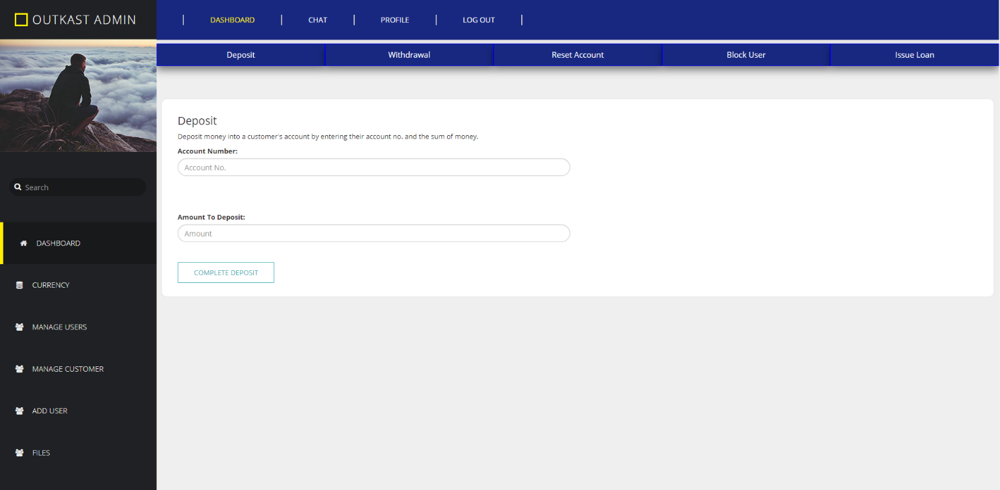 OUTKAST ADMIN
DASHBOARD
CHAT
PROFILE
LOG OUT
Deposit
Withdrawal
Reset Account
Block User
Issue Loan
Search
DASHBOARD
CURRENCY
MANAGE USERS
MANAGE CUSTOMER
ADD USER
FILES
Deposit
Deposit money into a customer's account by entering their account no. and the sum of money.
Account Number:
Account No.
Amount To Deposit:
Amount
COMPLETE DEPOSIT